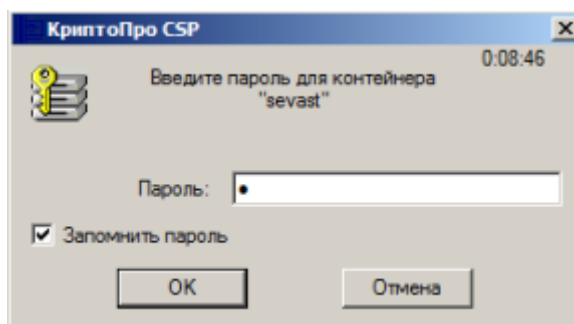 КриптоПро CSP
0:08:46
Введите пароль для контейнера
"sevast"
Пароль: •
Запомнить пароль
OK Отмена